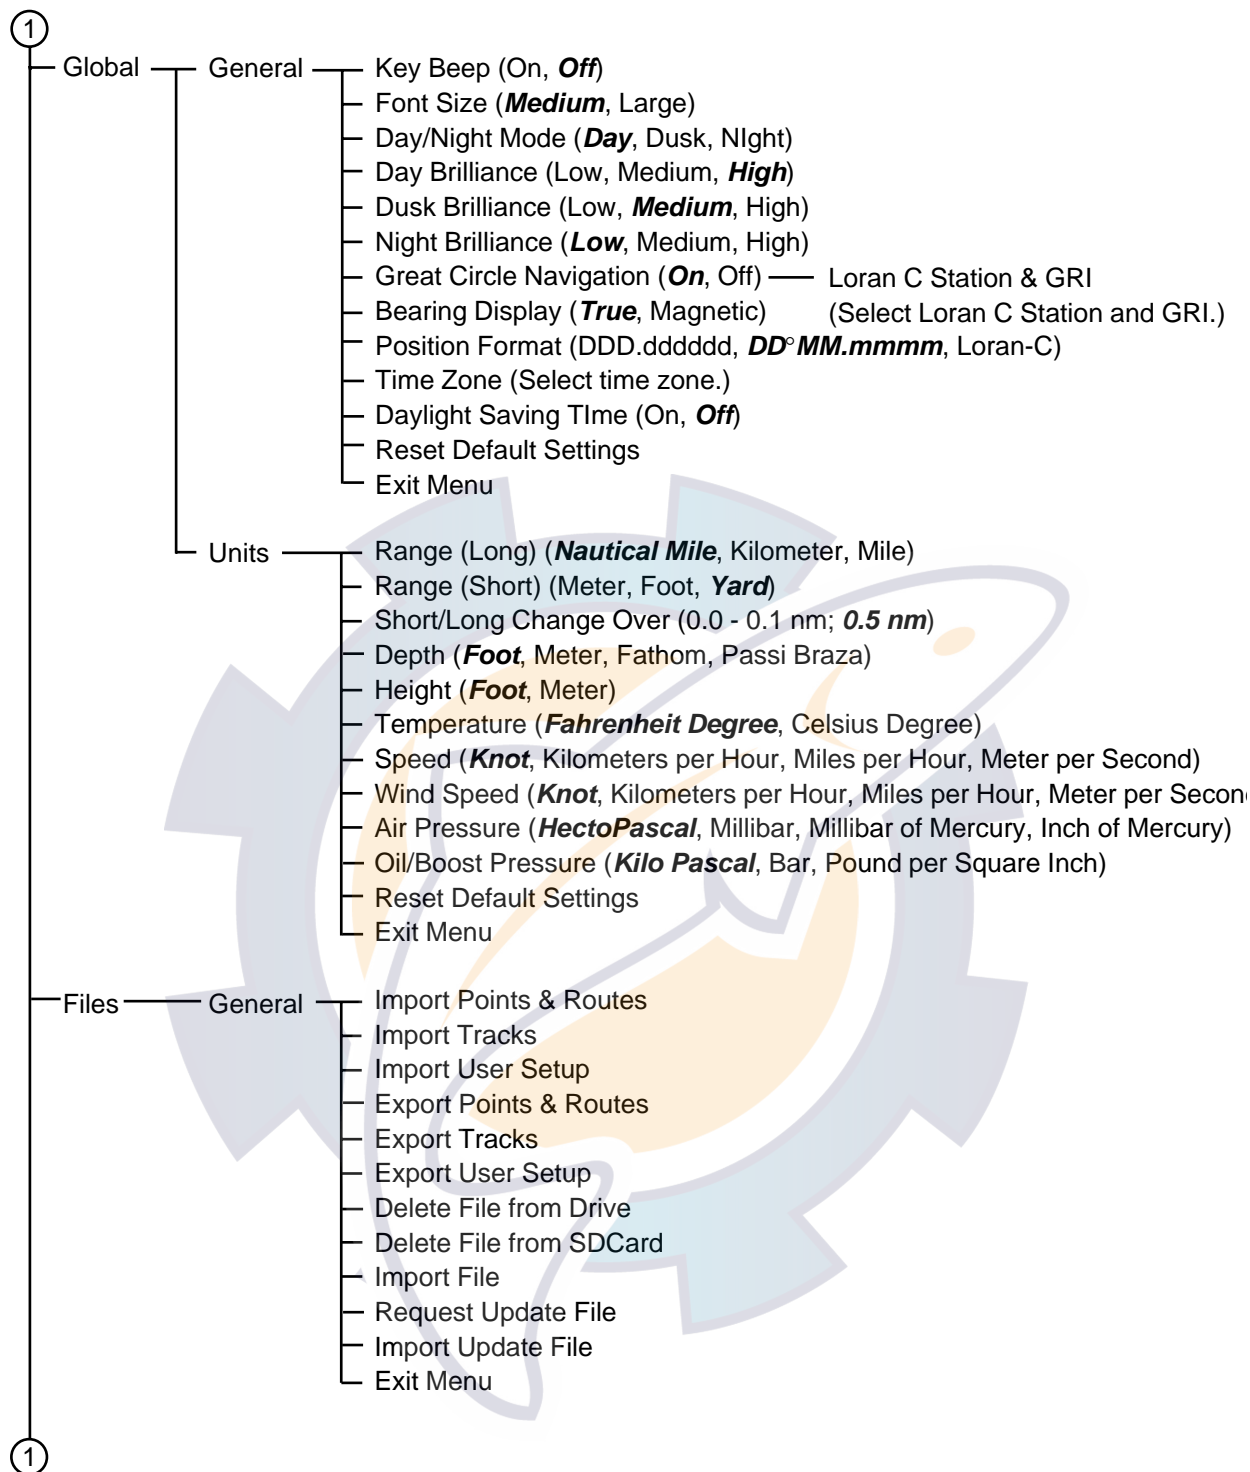 1
Global General Key Beep (On, Off)
Font Size (Medium, Large)
Day/Night Mode (Day, Dusk, NIght)
Day Brilliance (Low, Medium, High)
Dusk Brilliance (Low, Medium, High)
Night Brilliance (Low, Medium, High)
Great Circle Navigation (On, Off) Loran C Station & GRI
Bearing Display (True, Magnetic) (Select Loran C Station and GRI.)
Position Format (DDD.dddddd, DD°MM.mmmm, Loran-C)
Time Zone (Select time zone.)
Daylight Saving TIme (On, Off)
Reset Default Settings
Exit Menu
Units Range (Long) (Nautical Mile, Kilometer, Mile)
Range (Short) (Meter, Foot, Yard)
Short/Long Change Over (0.0 - 0.1 nm; 0.5 nm)
Depth (Foot, Meter, Fathom, Passi Braza)
Height (Foot, Meter)
Temperature (Fahrenheit Degree, Celsius Degree)
Speed (Knot, Kilometers per Hour, Miles per Hour, Meter per Second)
Wind Speed (Knot, Kilometers per Hour, Miles per Hour, Meter per Secon
Air Pressure (HectoPascal, Millibar, Millibar of Mercury, Inch of Mercury)
Oil/Boost Pressure (Kilo Pascal, Bar, Pound per Square Inch)
Reset Default Settings
Exit Menu
Files General Import Points & Routes
Import Tracks
Import User Setup
Export Points & Routes
Export Tracks
Export User Setup
Delete File from Drive
Delete File from SDCard
Import File
Request Update File
Import Update File
Exit Menu
1